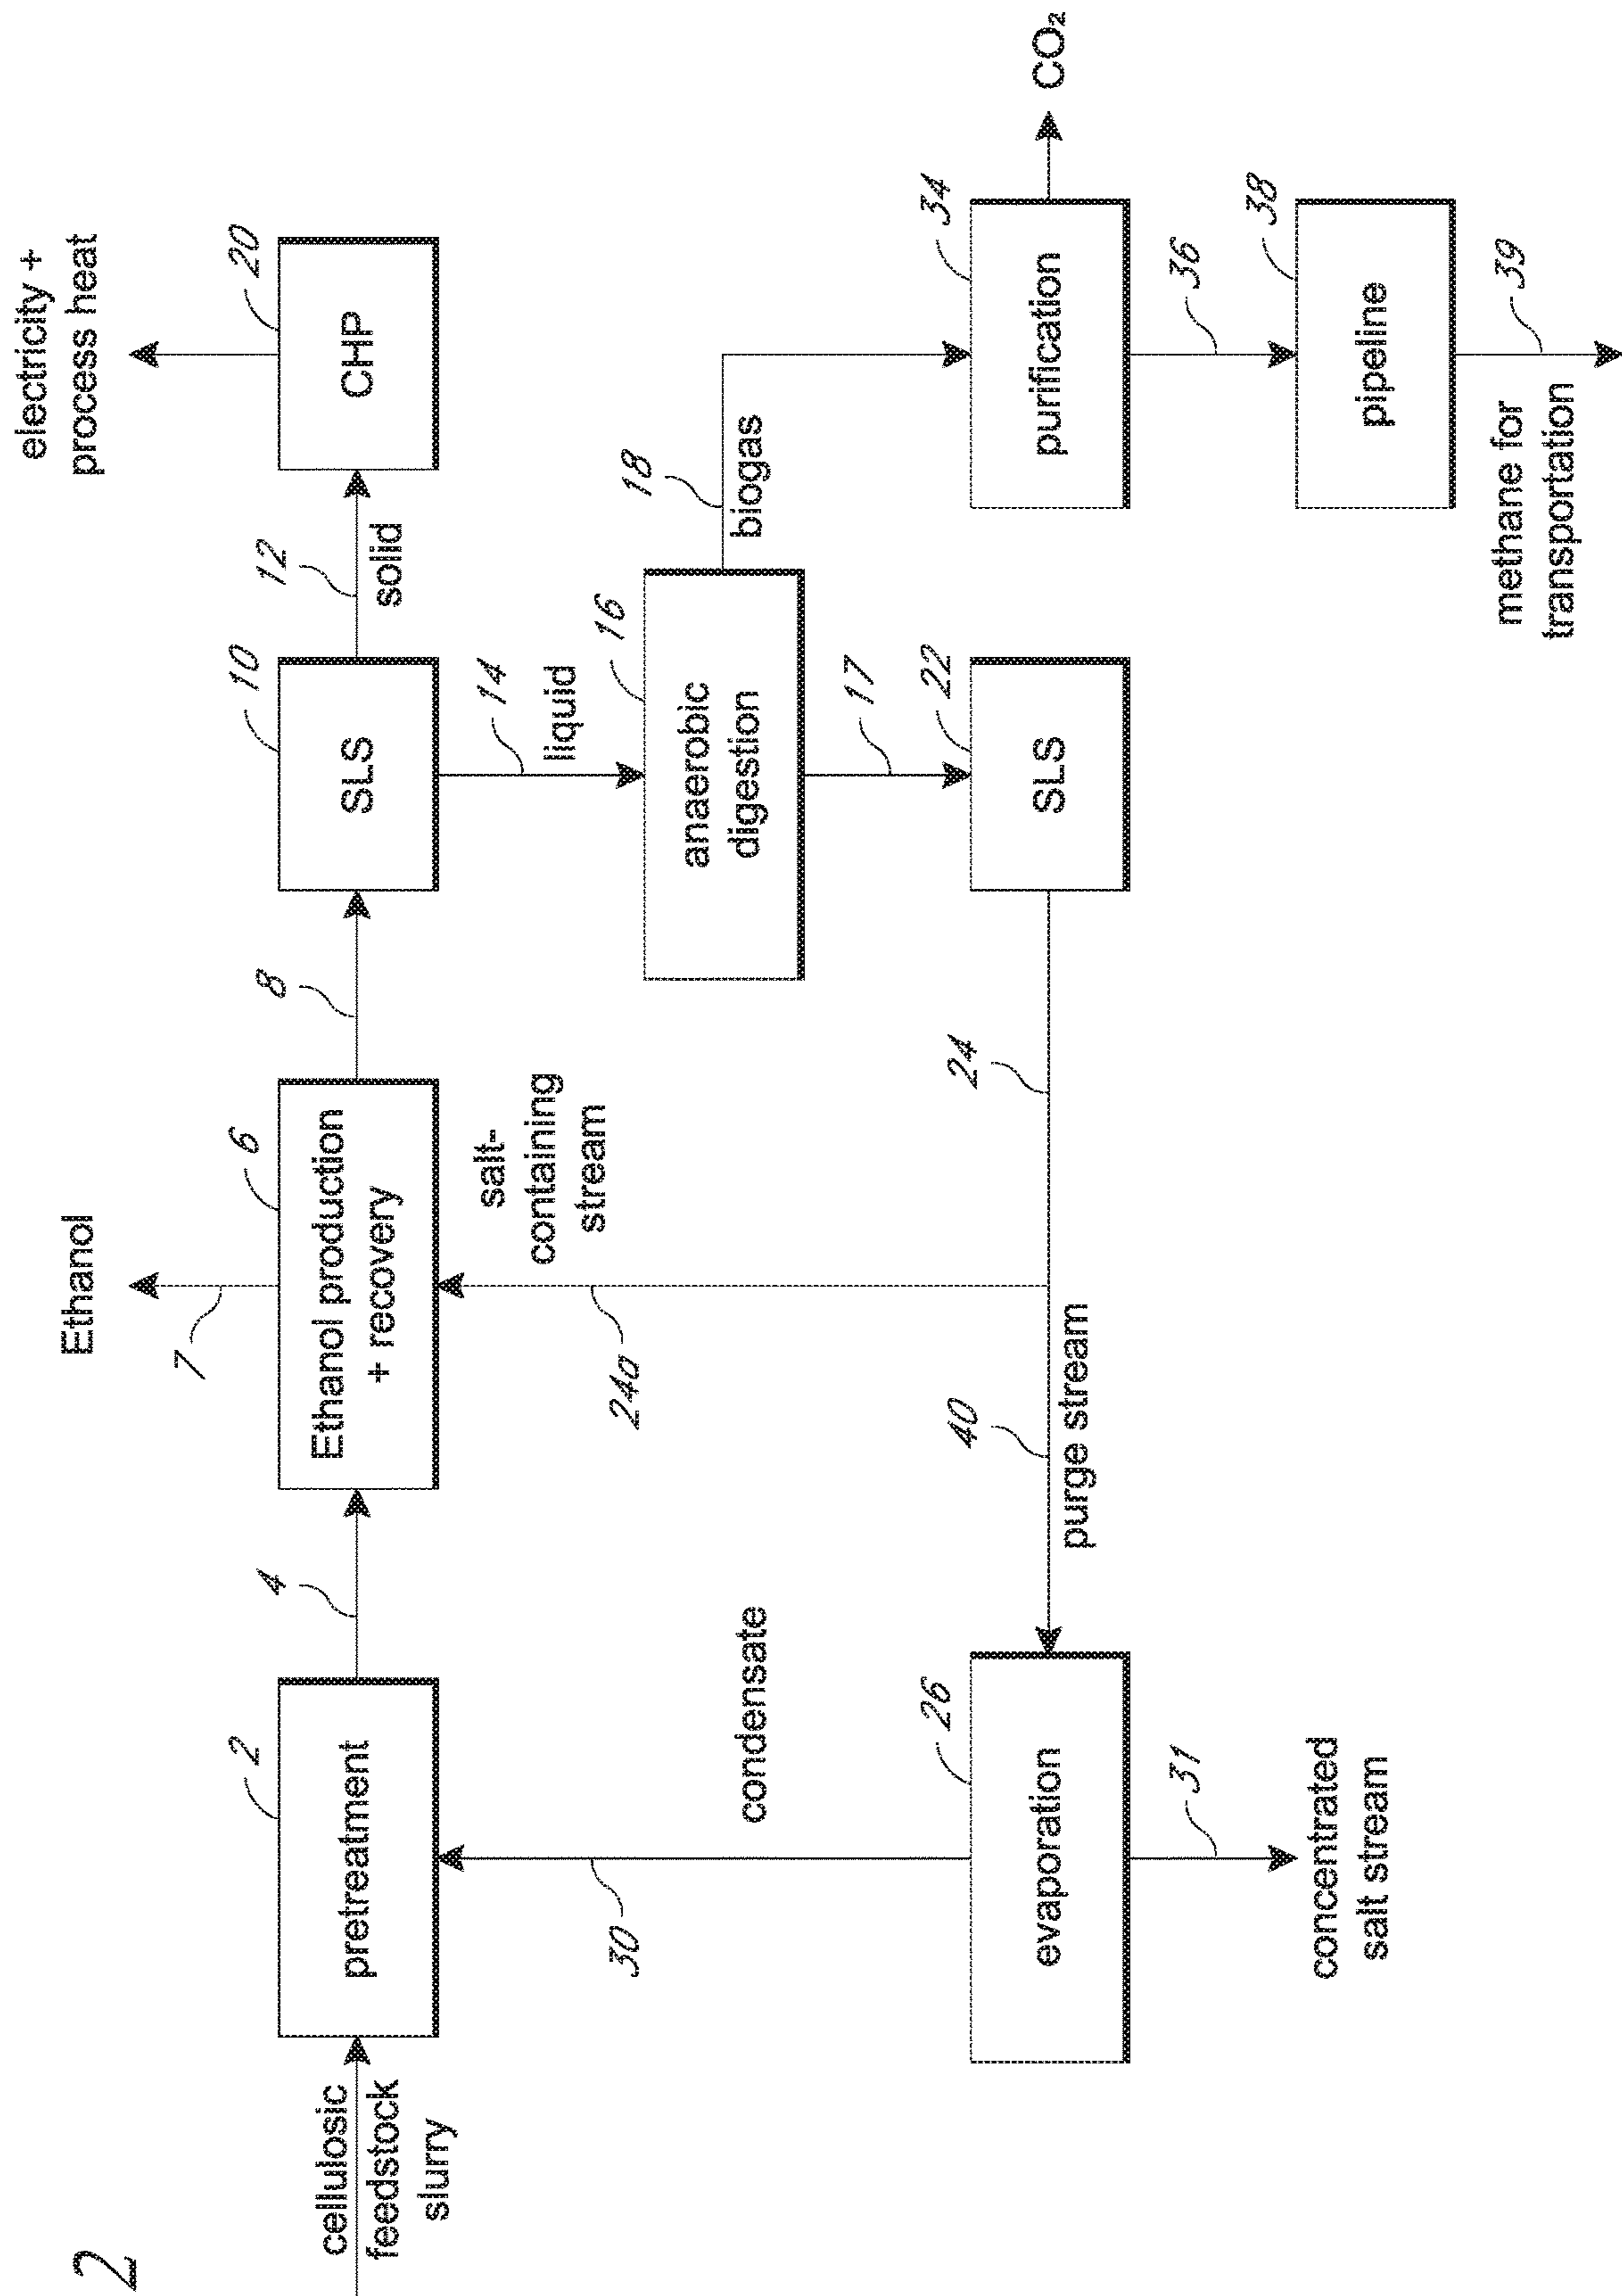 2
cellulosic
feedstock
slurry
2
pretreatment
4
Ethanol
7
6
Ethanol production
+ recovery
8
10
SLS
12
solid
electricity +
process heat
20
CHP
14
liquid
salt-
containing
stream
24a
16
anaerobic
digestion
18
biogas
17
condensate
30
26
evaporation
40
purge stream
24
22
SLS
34
purification
CO₂
36
31
concentrated
salt stream
38
pipeline
39
methane for
transportation